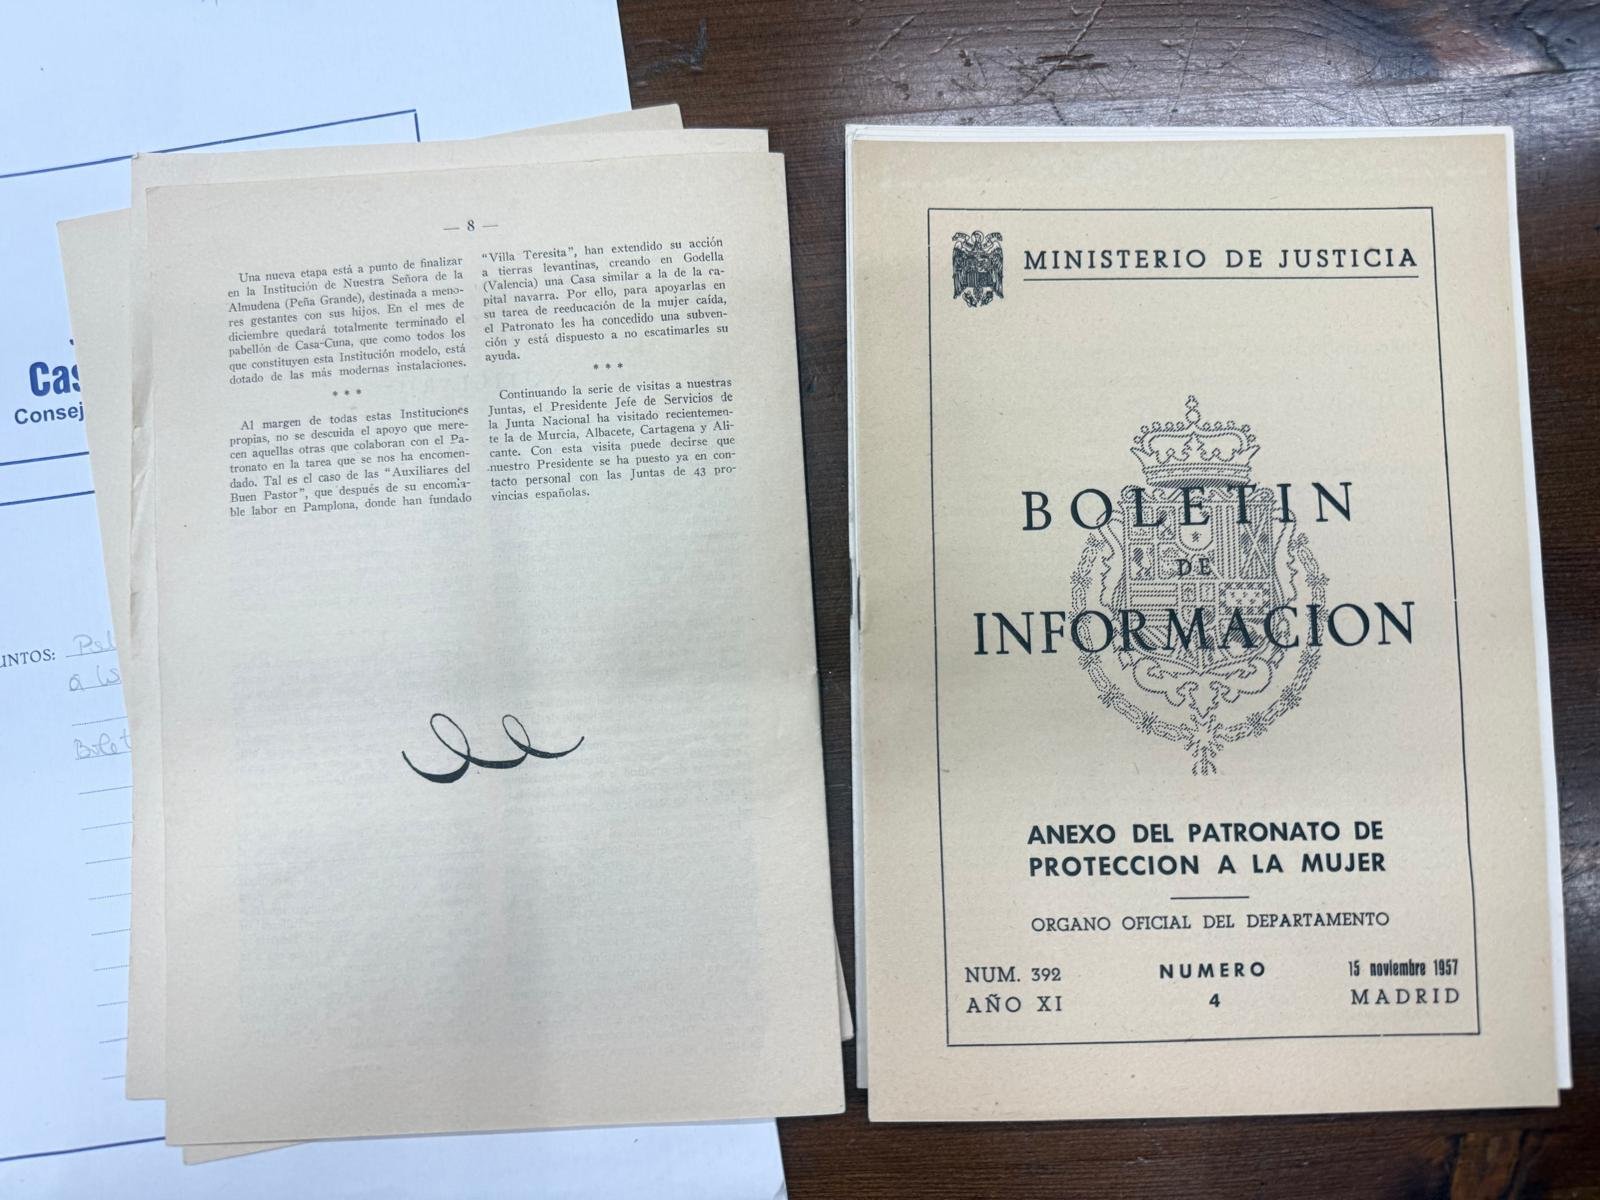 — 8 —
Una nueva etapa está a punto de finalizar
en la Institución de Nuestra Señora de la
Almudena (Peña Grande), destinada a meno-
res gestantes con sus hijos. En el mes de
diciembre quedará totalmente terminado el
pabellón de Casa-Cuna, que como todos los
que constituyen esta Institución modelo, está
dotado de las más modernas instalaciones.
* * *
Al margen de todas estas Instituciones
propias, no se descuida el apoyo que mere-
cen aquellas otras que colaboran con el Pa-
tronato en la tarea que se nos ha encomen-
dado. Tal es el caso de las "Auxiliares del
Buen Pastor", que después de su encomia-
ble labor en Pamplona, donde han fundado
"Villa Teresita", han extendido su acción
a tierras levantinas, creando en Godella
(Valencia) una Casa similar a la de la ca-
pital navarra. Por ello, para apoyarlas en
su tarea de reeducación de la mujer caída,
el Patronato les ha concedido una subven-
ción y está dispuesto a no escatimarles su
ayuda.
* * *
Continuando la serie de visitas a nuestras
Juntas, el Presidente Jefe de Servicios de
la Junta Nacional ha visitado recientemen-
te la de Murcia, Albacete, Cartagena y Ali-
cante. Con esta visita puede decirse que
nuestro Presidente se ha puesto ya en con-
tacto personal con las Juntas de 43 pro-
vincias españolas.
MINISTERIO DE JUSTICIA
BOLETIN
DE
INFORMACION
ANEXO DEL PATRONATO DE
PROTECCION A LA MUJER
ORGANO OFICIAL DEL DEPARTAMENTO
NUM. 392
AÑO XI
NUMERO
4
15 noviembre 1957
MADRID
Cas
Consej
UNTOS:
a
Bolet